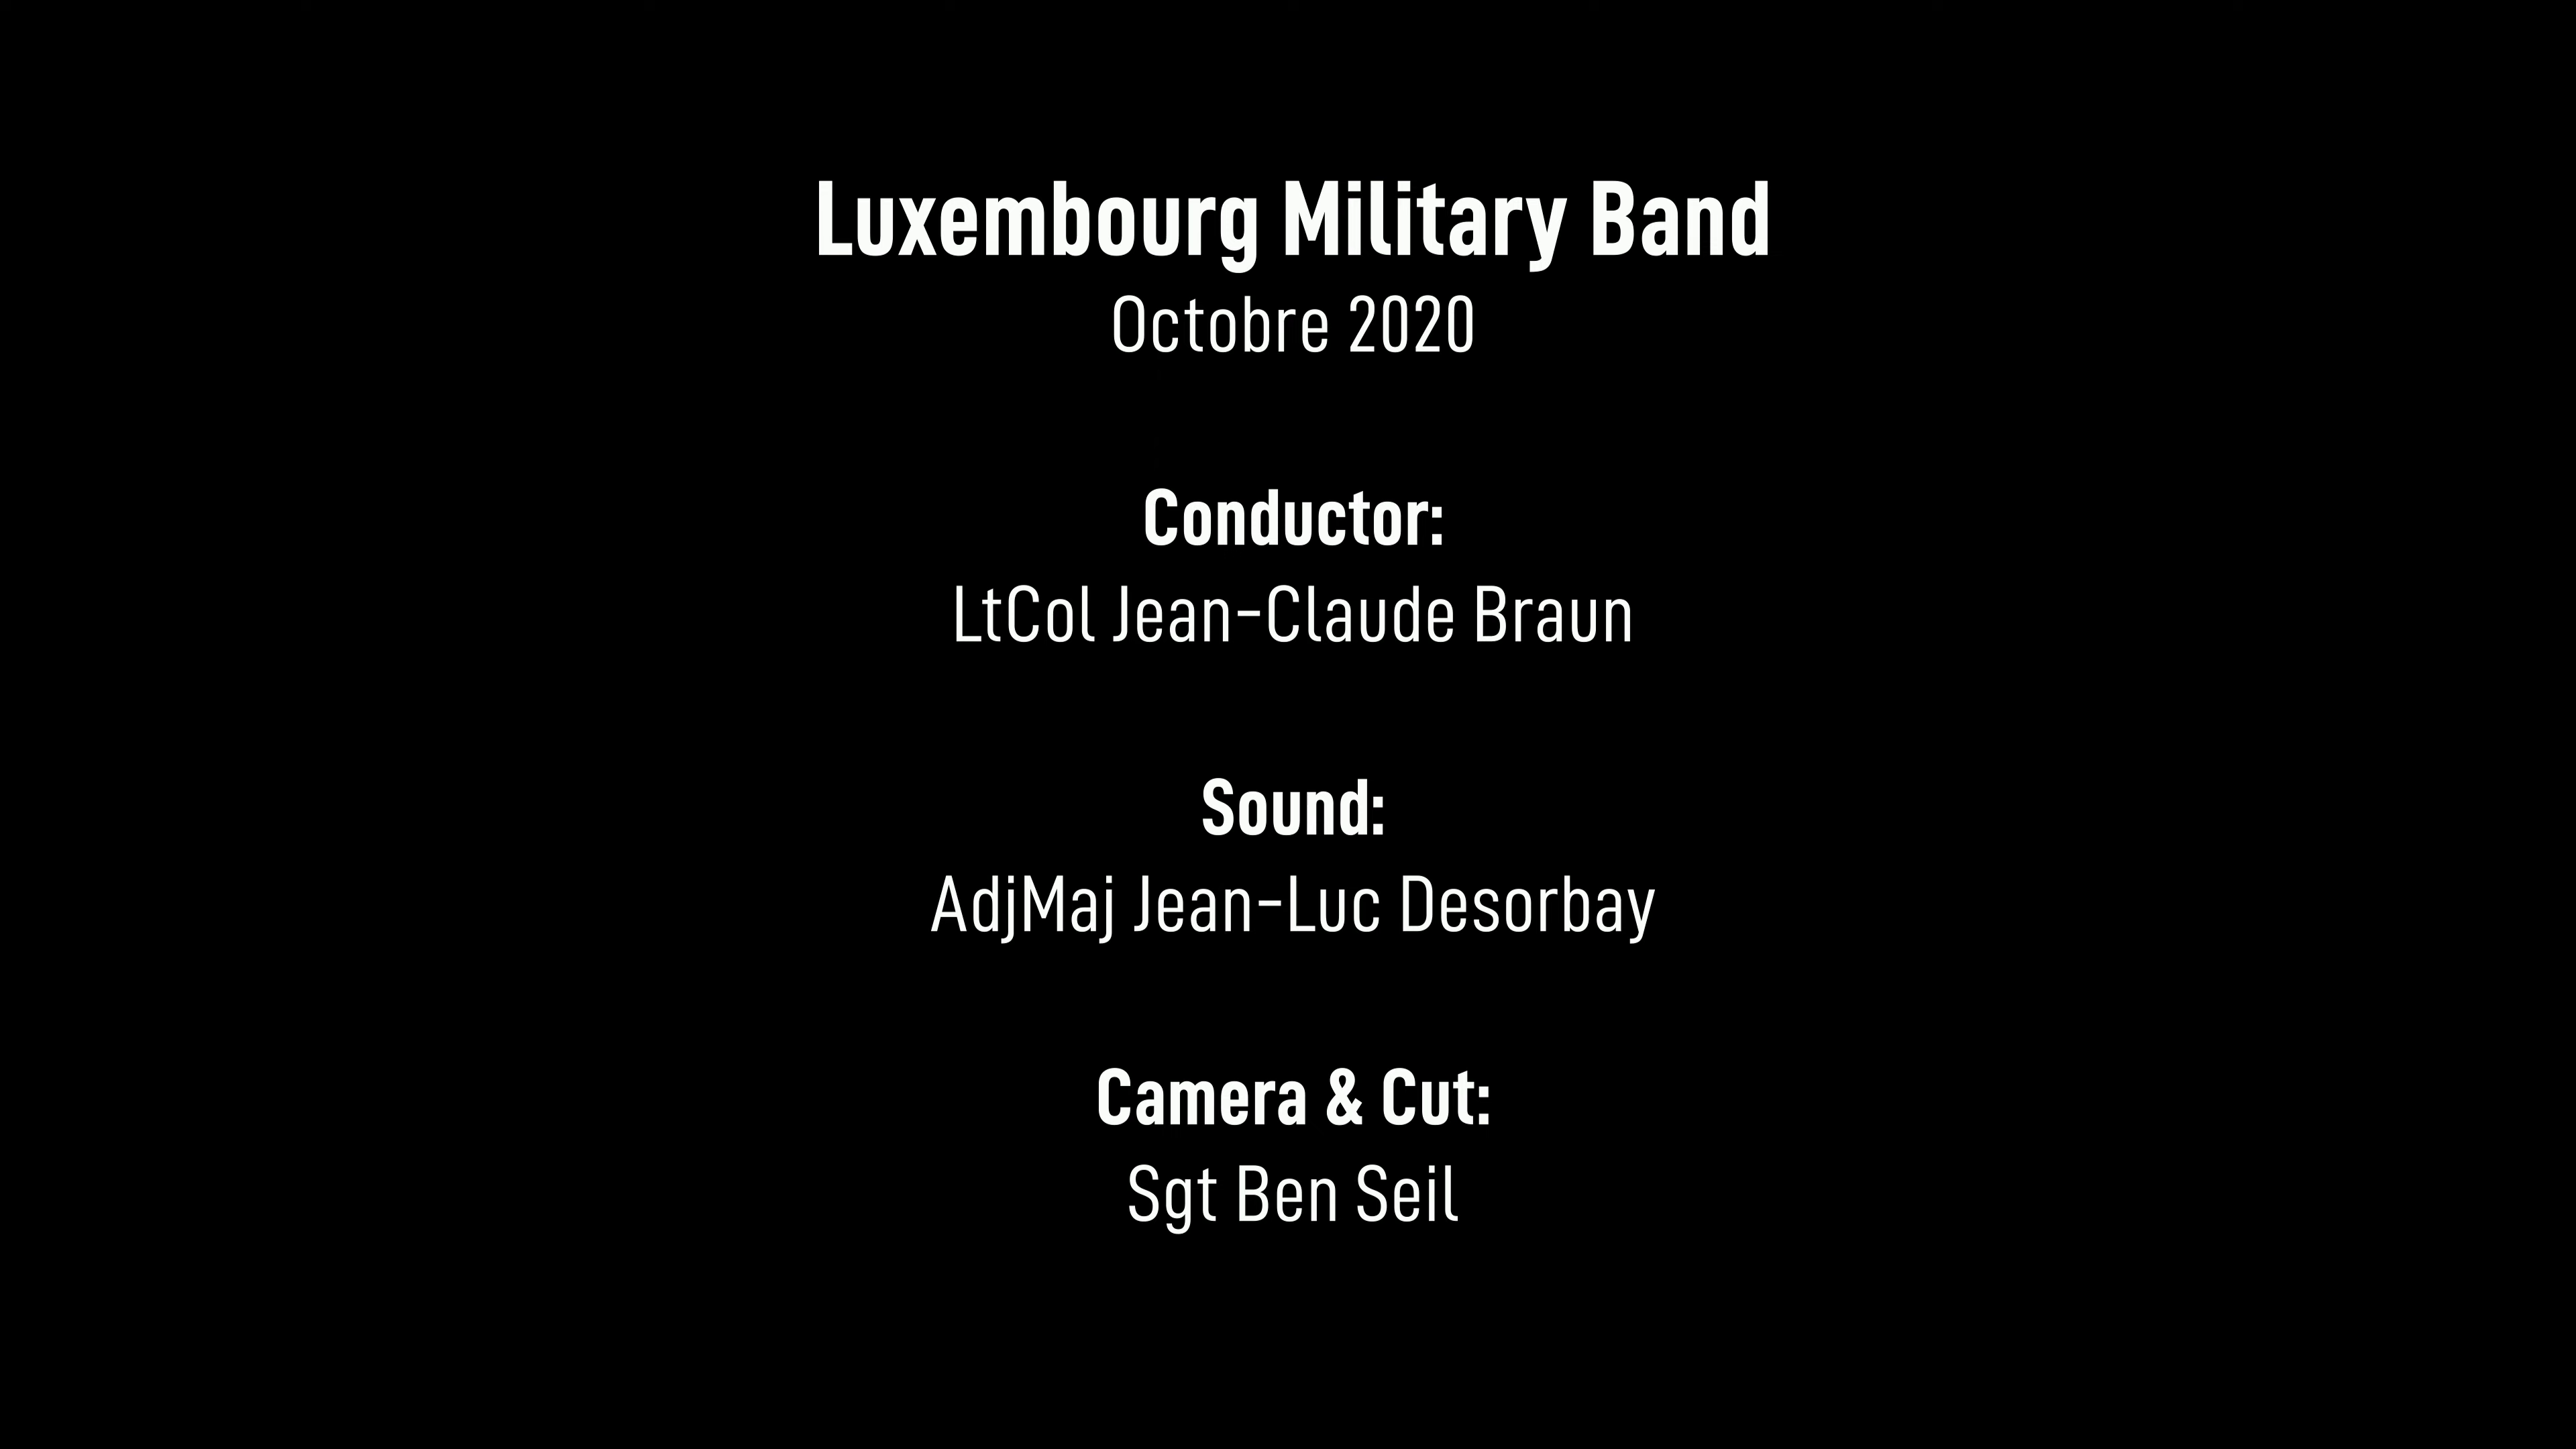 Luxembourg Military Band
Octobre 2020
Conductor:
LtCol Jean-Claude Braun
Sound:
AdjMaj Jean-Luc Desorbay
Camera & Cut:
Sgt Ben Seil